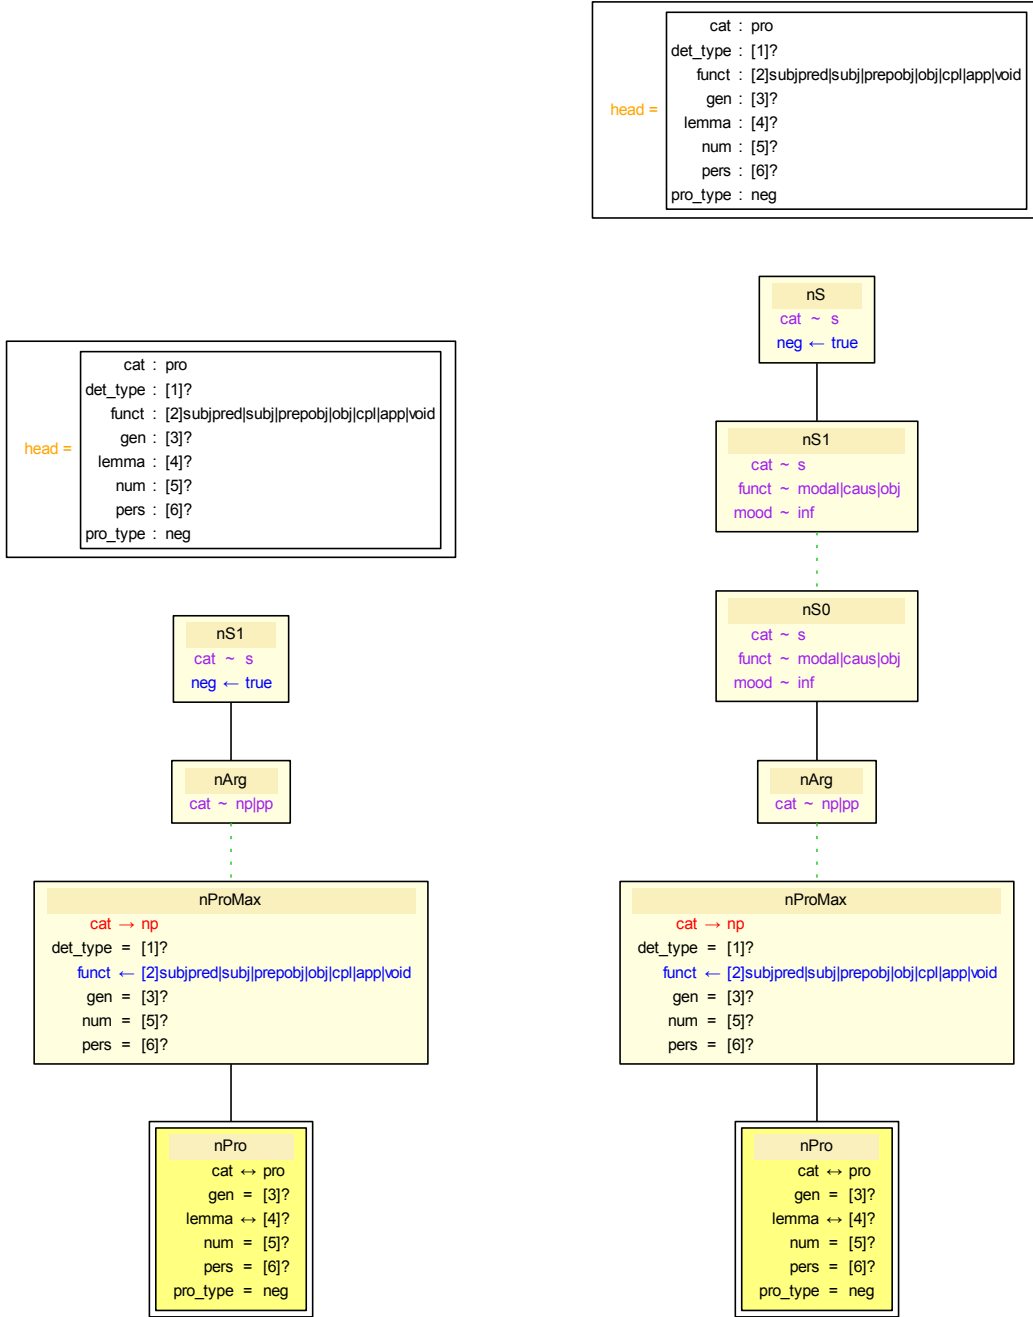 head =
cat : pro
det_type : [1]?
funct : [2]subjpred|subj|prepobj|obj|cpl|app|void
gen : [3]?
lemma : [4]?
num : [5]?
pers : [6]?
pro_type : neg
nS1
cat ~ s
neg ← true
nArg
cat ~ np|pp
nProMax
cat → np
det_type = [1]?
funct ← [2]subjpred|subj|prepobj|obj|cpl|app|void
gen = [3]?
num = [5]?
pers = [6]?
nPro
cat ↔ pro
gen = [3]?
lemma ↔ [4]?
num = [5]?
pers = [6]?
pro_type = neg
head =
cat : pro
det_type : [1]?
funct : [2]subjpred|subj|prepobj|obj|cpl|app|void
gen : [3]?
lemma : [4]?
num : [5]?
pers : [6]?
pro_type : neg
nS
cat ~ s
neg ← true
nS1
cat ~ s
funct ~ modal|caus|obj
mood ~ inf
nS0
cat ~ s
funct ~ modal|caus|obj
mood ~ inf
nArg
cat ~ np|pp
nProMax
cat → np
det_type = [1]?
funct ← [2]subjpred|subj|prepobj|obj|cpl|app|void
gen = [3]?
num = [5]?
pers = [6]?
nPro
cat ↔ pro
gen = [3]?
lemma ↔ [4]?
num = [5]?
pers = [6]?
pro_type = neg